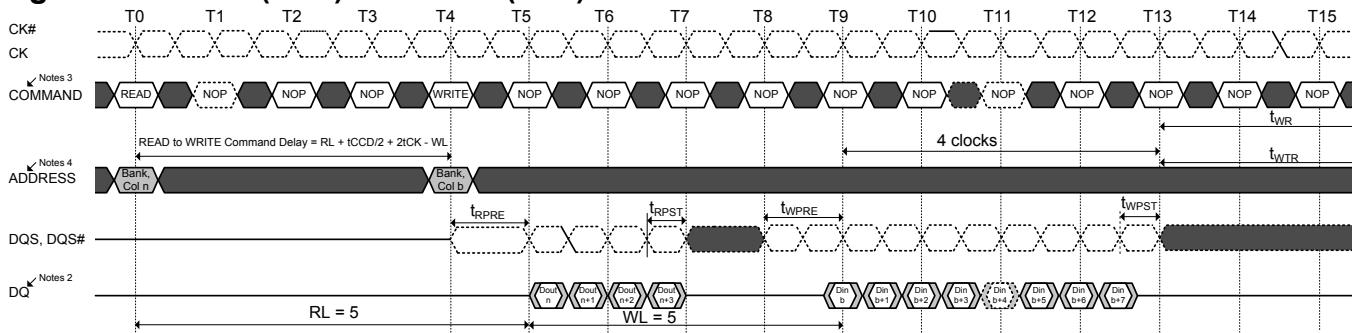 T0 T1 T2 T3 T4 T5 T6 T7 T8 T9 T10 T11 T12 T13 T14 T15
CK#
CK
Notes 3
COMMAND READ NOP NOP NOP WRITE NOP NOP NOP NOP NOP NOP NOP NOP NOP NOP NOP
tWR
READ to WRITE Command Delay = RL + tCCD/2 + 2tCK - WL
4 clocks
tWTR
Notes 4
ADDRESS
Bank, Col n
Bank, Col b
tRPRE tRPST tWPRE tWPST
DQS, DQS#
Notes 2
DQ
Dout n
Dout n+1
Dout n+2
Dout n+3
Din b
Din b+1
Din b+2
Din b+3
Din b+4
Din b+5
Din b+6
Din b+7
RL = 5 WL = 5